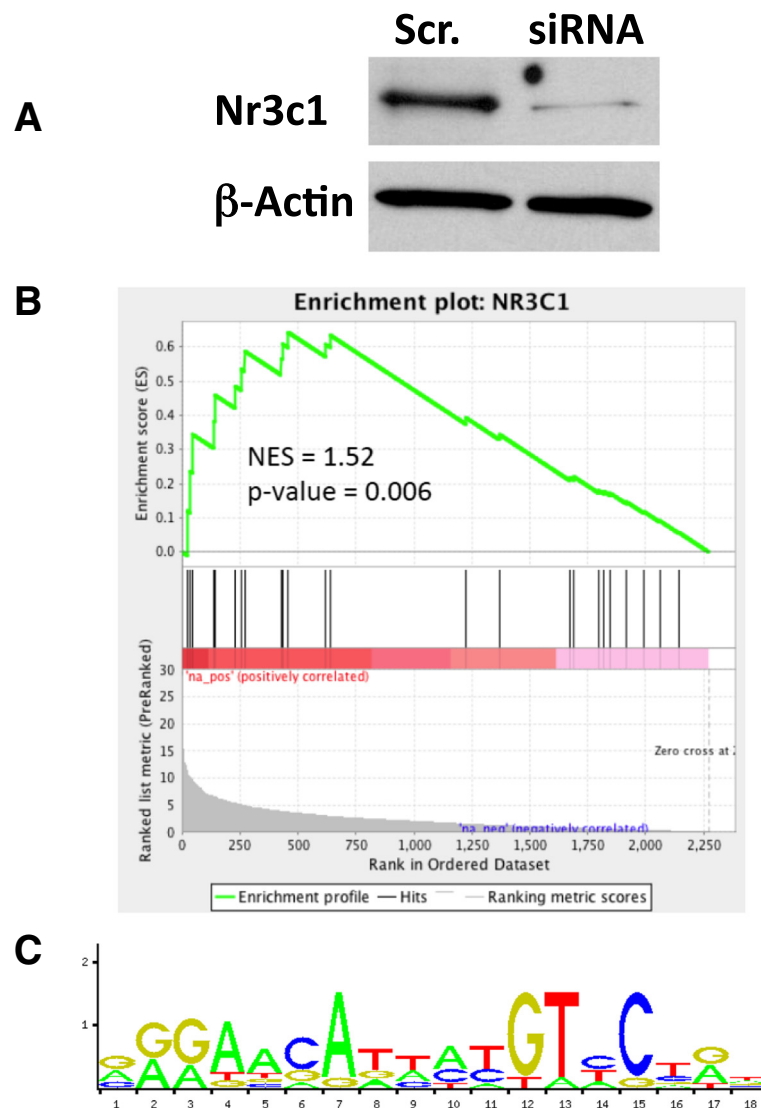 Scr. siRNA
A
Nr3c1
β-Actin
B
Enrichment plot: NR3C1
Enrichment score (ES)
0.6
0.5
0.4
0.3
0.2
0.1
0.0
NES = 1.52
p-value = 0.006
Ranked list metric (PreRanked)
30
25
20
15
10
5
0
'na_pos' (positively correlated)
Zero cross at
'na_neg' (negatively correlated)
0 250 500 750 1,000 1,250 1,500 1,750 2,000 2,250
Rank in Ordered Dataset
Enrichment profile Hits Ranking metric scores
C
2
1
G G G A A C A T T A T G T C C T G
A A A T G G G G A C C T A T G A
1 2 3 4 5 6 7 8 9 10 11 12 13 14 15 16 17 18